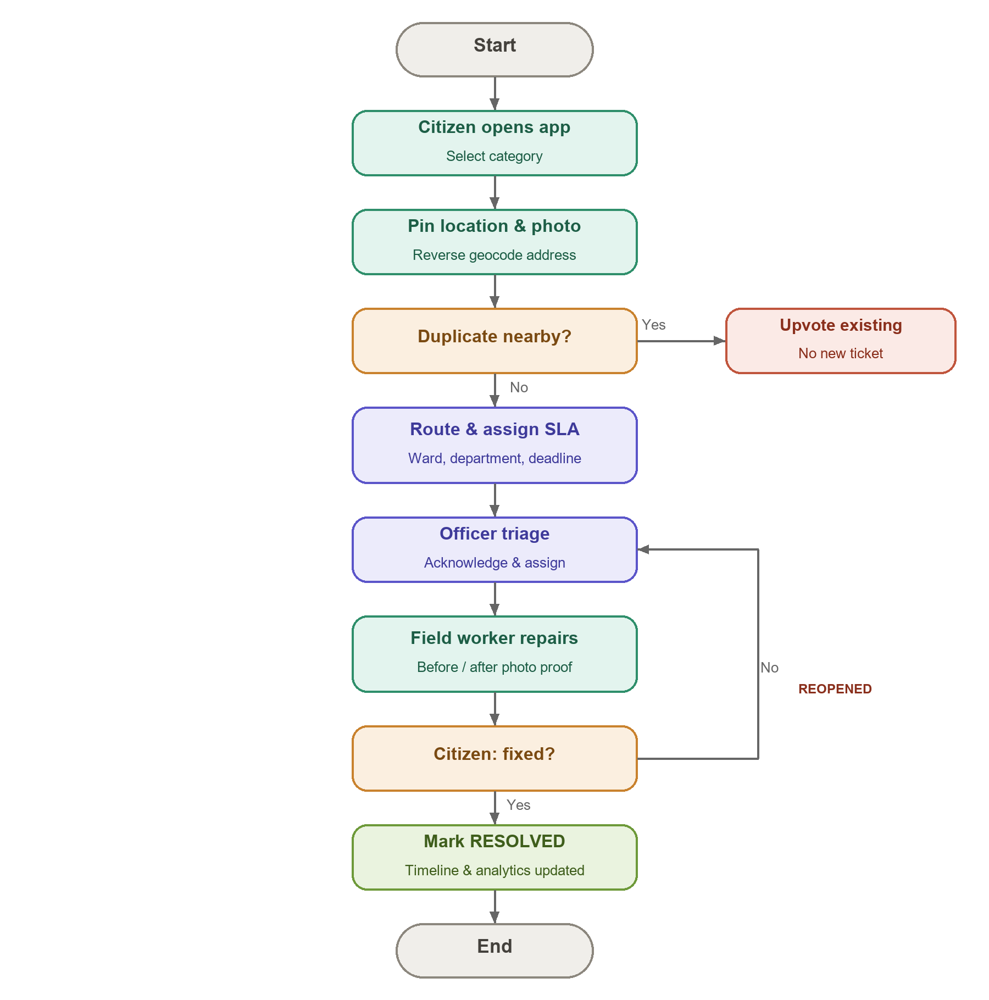 Start
Citizen opens app
Select category
Pin location & photo
Reverse geocode address
Duplicate nearby?
Yes
Upvote existing
No new ticket
No
Route & assign SLA
Ward, department, deadline
Officer triage
Acknowledge & assign
Field worker repairs
Before / after photo proof
No
REOPENED
Citizen: fixed?
Yes
Mark RESOLVED
Timeline & analytics updated
End